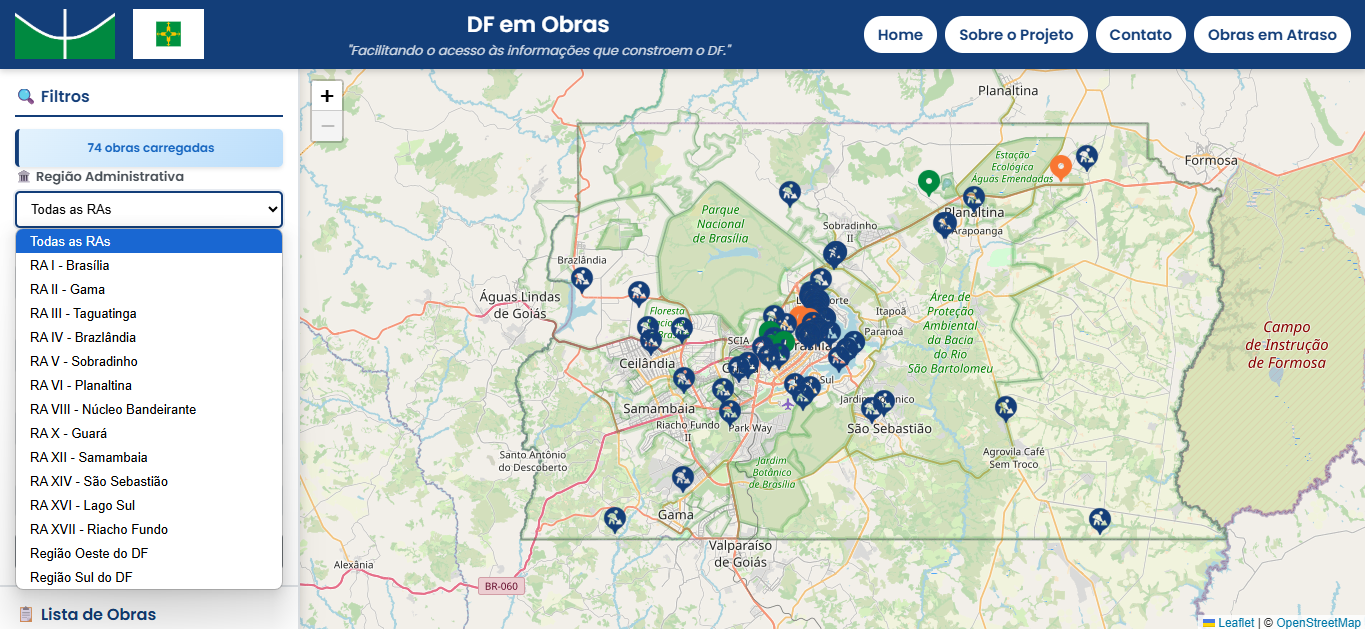 DF em Obras
"Facilitando o acesso às informações que constroem o DF."
Home
Sobre o Projeto
Contato
Obras em Atraso
Filtros
74 obras carregadas
Região Administrativa
Todas as RAs
Todas as RAs
RA I - Brasília
RA II - Gama
RA III - Taguatinga
RA IV - Brazlândia
RA V - Sobradinho
RA VI - Planaltina
RA VIII - Núcleo Bandeirante
RA X - Guará
RA XII - Samambaia
RA XIV - São Sebastião
RA XVI - Lago Sul
RA XVII - Riacho Fundo
Região Oeste do DF
Região Sul do DF
Lista de Obras
+
−
Planaltina
Formosa
Estação
Ecológica
Águas Emendadas
Planaltina
Arapoanga
Parque
Nacional
de Brasília
Sobradinho
II
Brazlândia
Águas Lindas
de Goiás
Floresta
Itapoã
Paranoá
Área de
Proteção
Ambiental
da Bacia
do Rio
São Bartolomeu
Campo
de Instrução
de Formosa
SCIA
Ceilândia
Sul
Samambaia
Riacho Fundo
II
Park Way
São Sebastião
Santo Antônio
do Descoberto
Jardim
Botânico
de Brasília
Agrovila Café
Sem Troco
Gama
Valparaíso
de Goiás
Alexânia
BR-060
Leaflet | © OpenStreetMap